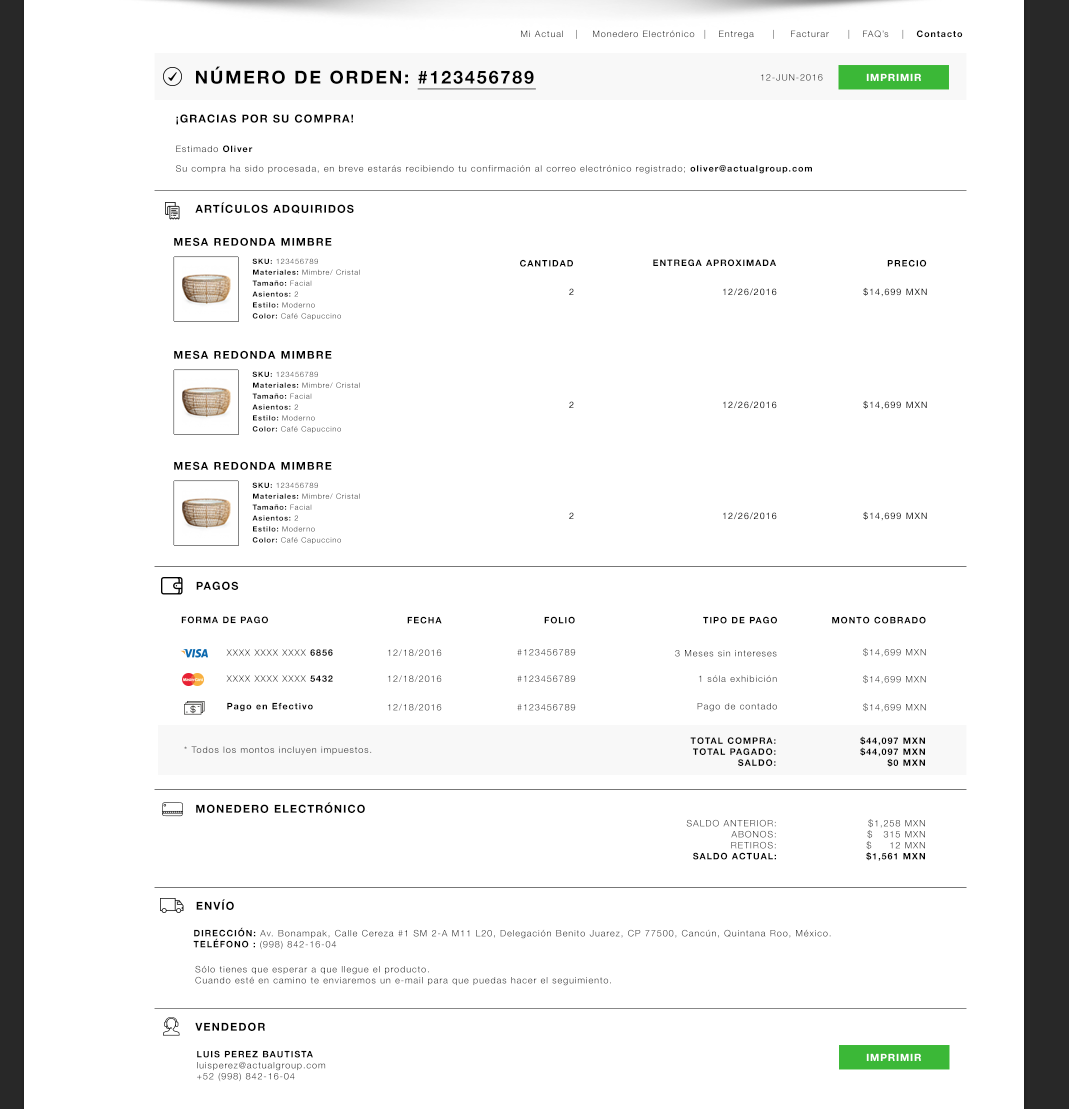 Mi Actual | Monedero Electrónico | Entrega | Facturar | FAQ's | Contacto
NÚMERO DE ORDEN: #123456789 12-JUN-2016 IMPRIMIR
¡GRACIAS POR SU COMPRA!
Estimado Oliver
Su compra ha sido procesada, en breve estarás recibiendo tu confirmación al correo electrónico registrado; oliver@actualgroup.com
ARTÍCULOS ADQUIRIDOS
MESA REDONDA MIMBRE
CANTIDAD ENTREGA APROXIMADA PRECIO
SKU: 123456789
Materiales: Mimbre/ Cristal
Tamaño: Facial
Asientos: 2
Estilo: Moderno
Color: Café Capuccino
2 12/26/2016 $14,699 MXN
MESA REDONDA MIMBRE
SKU: 123456789
Materiales: Mimbre/ Cristal
Tamaño: Facial
Asientos: 2
Estilo: Moderno
Color: Café Capuccino
2 12/26/2016 $14,699 MXN
MESA REDONDA MIMBRE
SKU: 123456789
Materiales: Mimbre/ Cristal
Tamaño: Facial
Asientos: 2
Estilo: Moderno
Color: Café Capuccino
2 12/26/2016 $14,699 MXN
PAGOS
FORMA DE PAGO FECHA FOLIO TIPO DE PAGO MONTO COBRADO
VISA XXXX XXXX XXXX 6856 12/18/2016 #123456789 3 Meses sin intereses $14,699 MXN
MasterCard XXXX XXXX XXXX 5432 12/18/2016 #123456789 1 sóla exhibición $14,699 MXN
$ Pago en Efectivo 12/18/2016 #123456789 Pago de contado $14,699 MXN
* Todos los montos incluyen impuestos.
TOTAL COMPRA: $44,097 MXN
TOTAL PAGADO: $44,097 MXN
SALDO: $0 MXN
MONEDERO ELECTRÓNICO
SALDO ANTERIOR: $1,258 MXN
ABONOS: $ 315 MXN
RETIROS: $ 12 MXN
SALDO ACTUAL: $1,561 MXN
ENVÍO
DIRECCIÓN: Av. Bonampak, Calle Cereza #1 SM 2-A M11 L20, Delegación Benito Juarez, CP 77500, Cancún, Quintana Roo, México.
TELÉFONO : (998) 842-16-04
Sólo tienes que esperar a que llegue el producto.
Cuando esté en camino te enviaremos un e-mail para que puedas hacer el seguimiento.
VENDEDOR
LUIS PEREZ BAUTISTA
luisperez@actualgroup.com
+52 (998) 842-16-04
IMPRIMIR